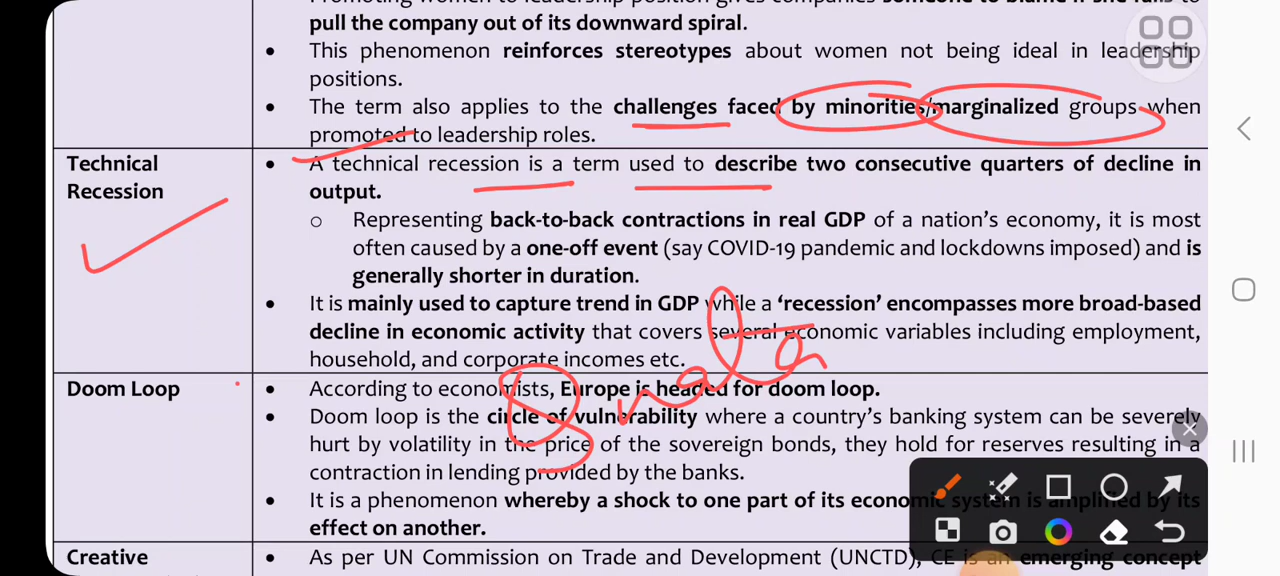 pull the company out of its downward spiral.
• This phenomenon reinforces stereotypes about women not being ideal in leadership
positions.
• The term also applies to the challenges faced by minorities/marginalized groups when
promoted to leadership roles.
Technical
Recession
• A technical recession is a term used to describe two consecutive quarters of decline in
output.
o Representing back-to-back contractions in real GDP of a nation's economy, it is most
often caused by a one-off event (say COVID-19 pandemic and lockdowns imposed) and is
generally shorter in duration.
• It is mainly used to capture trend in GDP while a 'recession' encompasses more broad-based
decline in economic activity that covers several economic variables including employment,
household, and corporate incomes etc.
Doom Loop
• According to economists, Europe is headed for doom loop.
• Doom loop is the circle of vulnerability where a country's banking system can be severely
hurt by volatility in the price of the sovereign bonds, they hold for reserves resulting in a
contraction in lending provided by the banks.
• It is a phenomenon whereby a shock to one part of its economic system is amplified by its
effect on another.
Creative
• As per UN Commission on Trade and Development (UNCTD), CE is an emerging concept